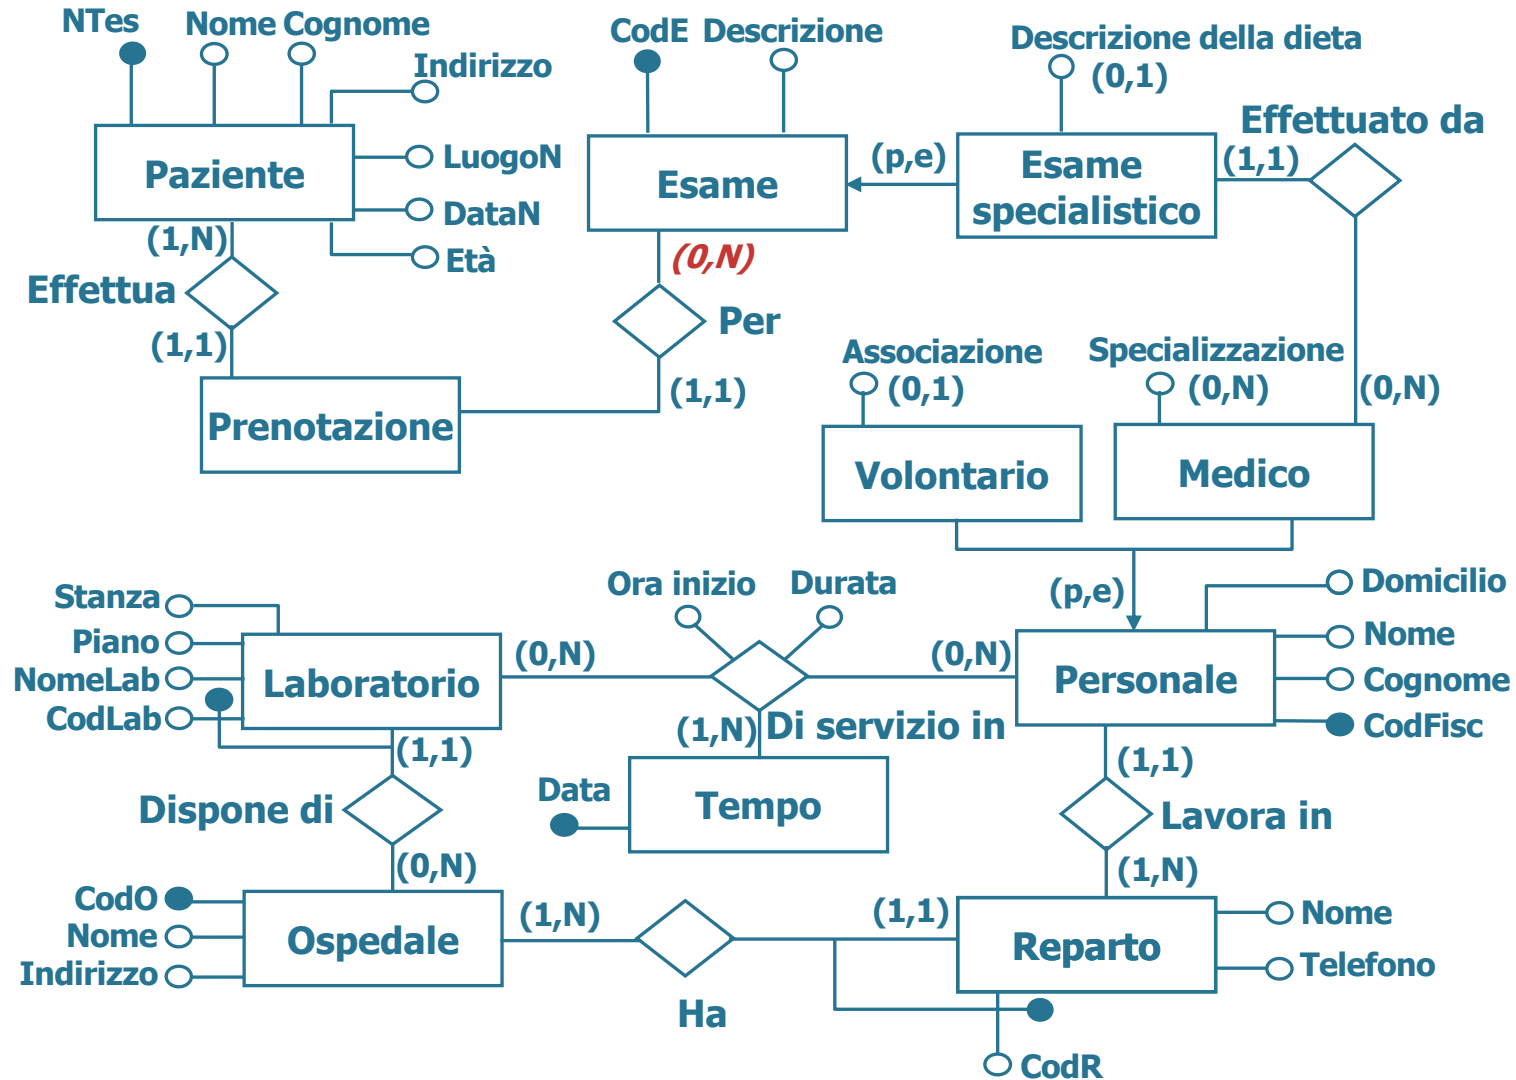 NTes
Nome Cognome
Indirizzo
Paziente
LuogoN
DataN
Età
(1,N)
Effettua
(1,1)
Prenotazione
CodE
Descrizione
Esame
(0,N)
Per
(1,1)
(p,e)
Descrizione della dieta
(0,1)
Esame
specialistico
(1,1)
Effettuato da
(0,N)
Associazione
(0,1)
Volontario
Specializzazione
(0,N)
Medico
(p,e)
Stanza
Piano
NomeLab
CodLab
Laboratorio
(0,N)
Ora inizio
Durata
(0,N)
Di servizio in
(1,N)
Data
Tempo
Personale
Domicilio
Nome
Cognome
CodFisc
(1,1)
Dispone di
(0,N)
(1,1)
Lavora in
(1,N)
CodO
Nome
Indirizzo
Ospedale
(1,N)
Ha
(1,1)
Reparto
Nome
Telefono
CodR